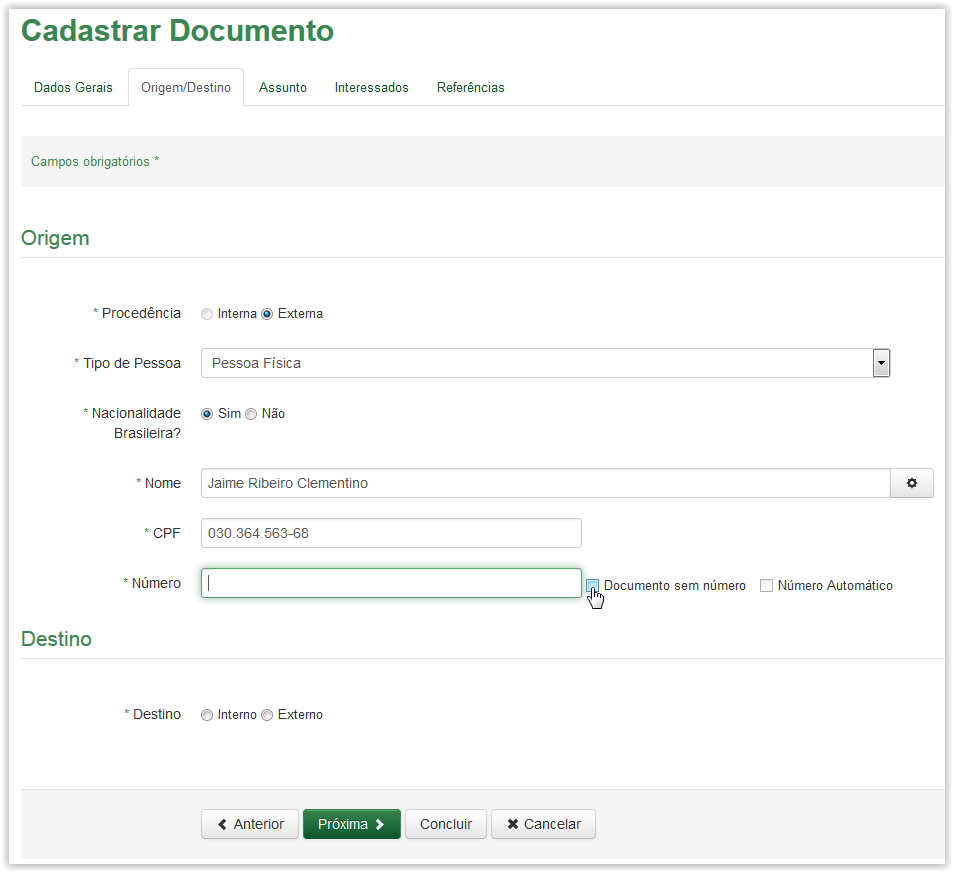 Cadastrar Documento
Dados Gerais Origem/Destino Assunto Interessados Referências
Campos obrigatórios *
Origem
* Procedência Interna Externa
* Tipo de Pessoa Pessoa Física
* Nacionalidade Sim Não
Brasileira?
* Nome Jaime Ribeiro Clementino
* CPF 030.364.563-68
* Número Documento sem número Número Automático
Destino
* Destino Interno Externo
Anterior Próxima Concluir Cancelar